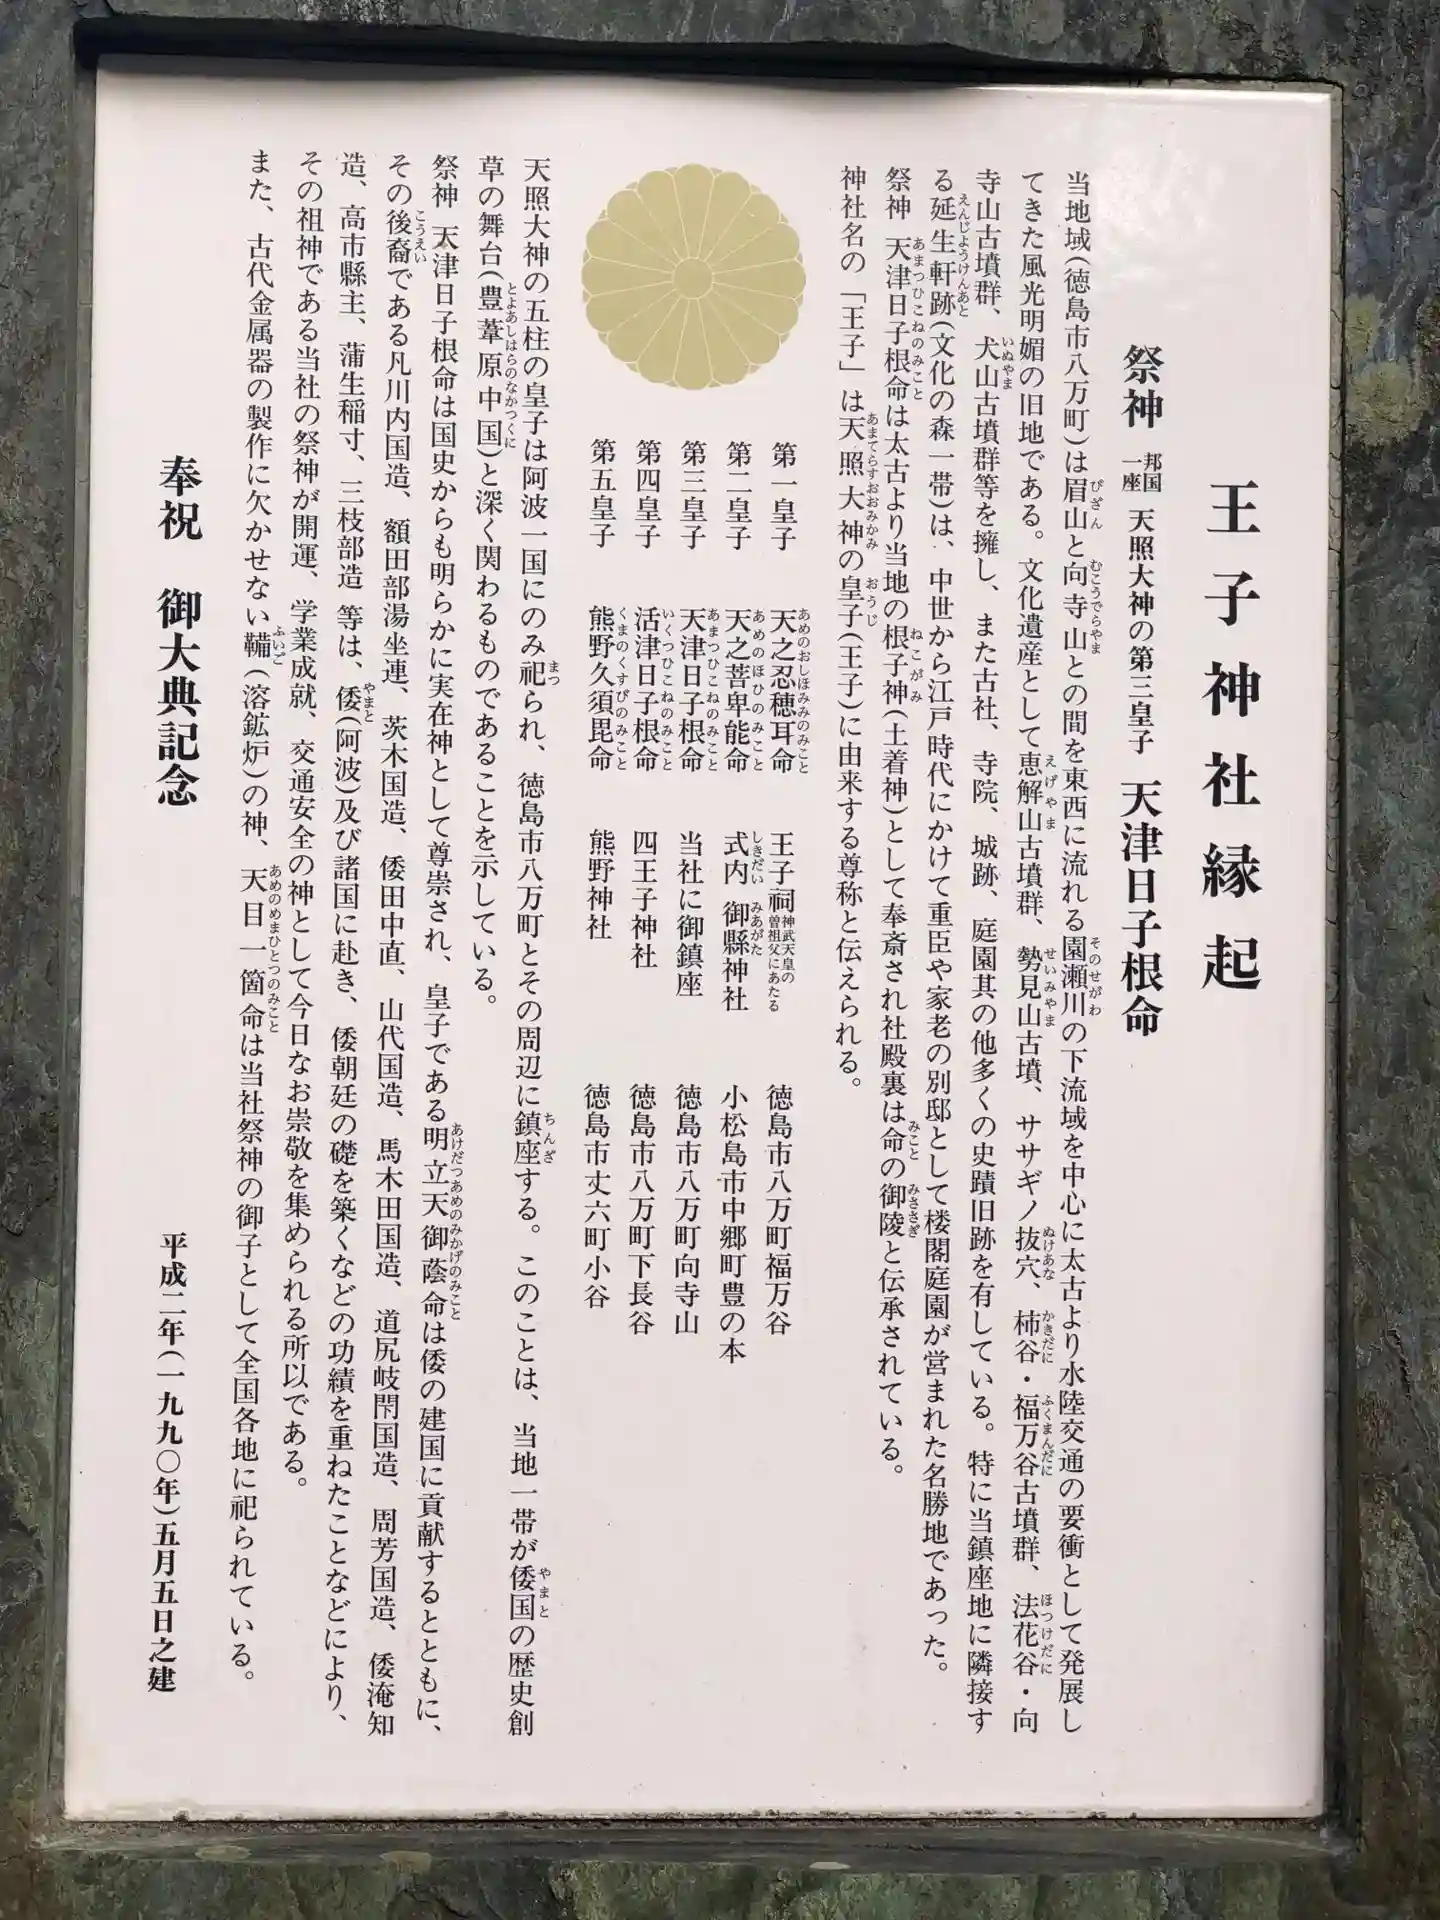 王子神社縁起
祭神 邦国一座 天照大神の第三皇子 天津日子根命
当地域(徳島市八万町)は眉山と向寺山との間を東西に流れる園瀬川の下流域を中心に太古より水陸交通の要衝として発展し
てきた風光明媚の旧地である。文化遺産として恵解山古墳群、勢見山古墳、ササギノ抜穴、柿谷・福万谷古墳群、法花谷・向
寺山古墳群、犬山古墳群等を擁し、また古社、寺院、城跡、庭園其の他多くの史蹟旧跡を有している。特に当鎮座地に隣接す
る延生軒跡(文化の森一帯)は、中世から江戸時代にかけて重臣や家老の別邸として楼閣庭園が営まれた名勝地であった。
祭神 天津日子根命は太古より当地の根子神(土着神)として奉斎され社殿裏は命の御陵と伝承されている。
神社名の「王子」は天照大神の皇子(王子)に由来する尊称と伝えられる。
第一皇子 天之忍穂耳命 王子祠 神武天皇の曽祖父にあたる 徳島市八万町福万谷
第二皇子 天之菩卑能命 式内 御縣神社 小松島市中郷町豊の本
第三皇子 天津日子根命 当社に御鎮座 徳島市八万町向寺山
第四皇子 活津日子根命 四王子神社 徳島市八万町下長谷
第五皇子 熊野久須毘命 熊野神社 徳島市丈六町小谷
天照大神の五柱の皇子は阿波一国にのみ祀られ、徳島市八万町とその周辺に鎮座する。このことは、当地一帯が倭国の歴史創
草の舞台(豊葦原中国)と深く関わるものであることを示している。
祭神 天津日子根命は国史からも明らかに実在神として尊崇され、皇子である明立天御蔭命は倭の建国に貢献するとともに、
その後裔である凡川内国造、額田部湯坐連、茨木国造、倭田中直、山代国造、馬木田国造、道尻岐閇国造、周芳国造、倭淹知
造、高市縣主、蒲生稲寸、三枝部造 等は、倭(阿波)及び諸国に赴き、倭朝廷の礎を築くなどの功績を重ねたことなどにより、
その祖神である当社の祭神が開運、学業成就、交通安全の神として今日なお崇敬を集められる所以である。
また、古代金属器の製作に欠かせない鞴(溶鉱炉)の神、天目一箇命は当社祭神の御子として全国各地に祀られている。
奉祝 御大典記念 平成二年(一九九〇年)五月五日之建